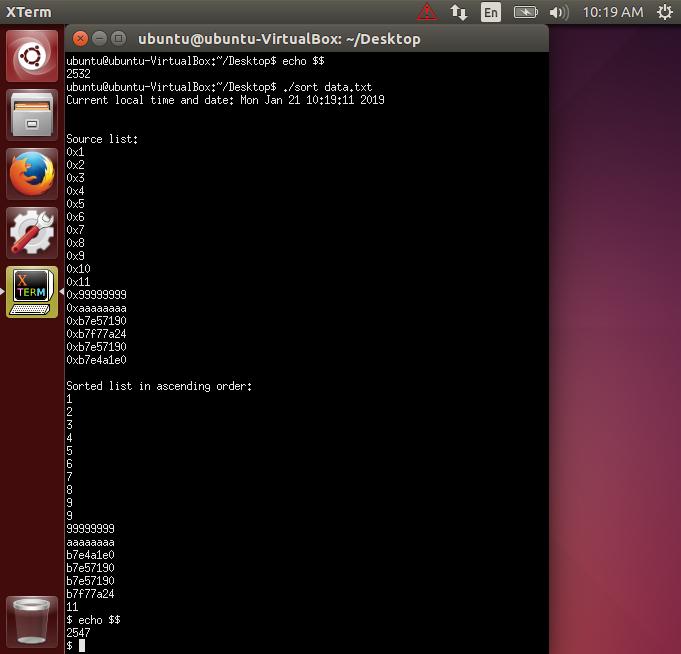 XTerm
En
10:19 AM
ubuntu@ubuntu-VirtualBox: ~/Desktop
ubuntu@ubuntu-VirtualBox:~/Desktop$ echo $$
2532
ubuntu@ubuntu-VirtualBox:~/Desktop$ ./sort data.txt
Current local time and date: Mon Jan 21 10:19:11 2019
Source list:
0x1
0x2
0x3
0x4
0x5
0x6
0x7
0x8
0x9
0x10
0x11
0x99999999
0xaaaaaaaa
0xb7e57190
0xb7f77a24
0xb7e57190
0xb7e4a1e0
Sorted list in ascending order:
1
2
3
4
5
6
7
8
9
9
99999999
aaaaaaaa
b7e4a1e0
b7e57190
b7e57190
b7f77a24
11
$ echo $$
2547
$
X
TERM